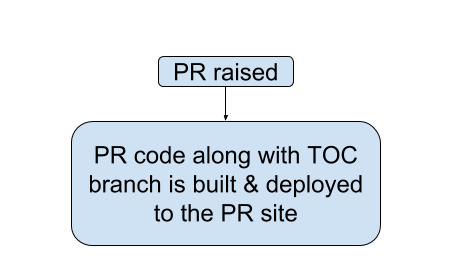 PR raised
PR code along with TOC
branch is built & deployed
to the PR site